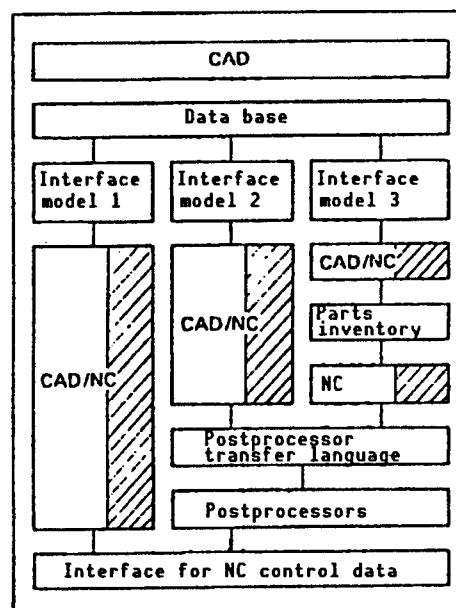 CAD
Data base
Interface
model 1
Interface
model 2
Interface
model 3
CAD/NC
CAD/NC
CAD/NC
Parts
inventory
NC
Postprocessor
transfer language
Postprocessors
Interface for NC control data